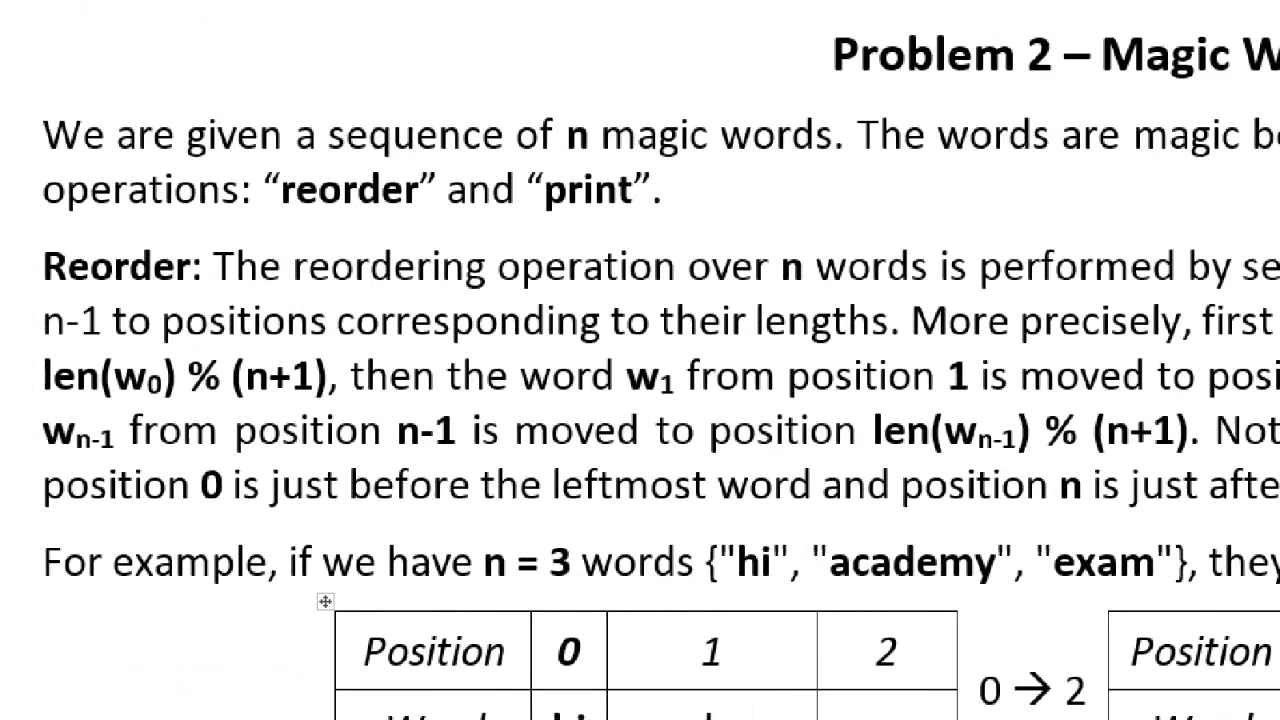 Problem 2 – Magic W
We are given a sequence of n magic words. The words are magic be
operations: “reorder” and “print”.
Reorder: The reordering operation over n words is performed by se
n-1 to positions corresponding to their lengths. More precisely, first
len(w0) % (n+1), then the word w1 from position 1 is moved to posi
wn-1 from position n-1 is moved to position len(wn-1) % (n+1). Not
position 0 is just before the leftmost word and position n is just afte
For example, if we have n = 3 words {"hi", "academy", "exam"}, they
Position 0 1 2 0 → 2 Position